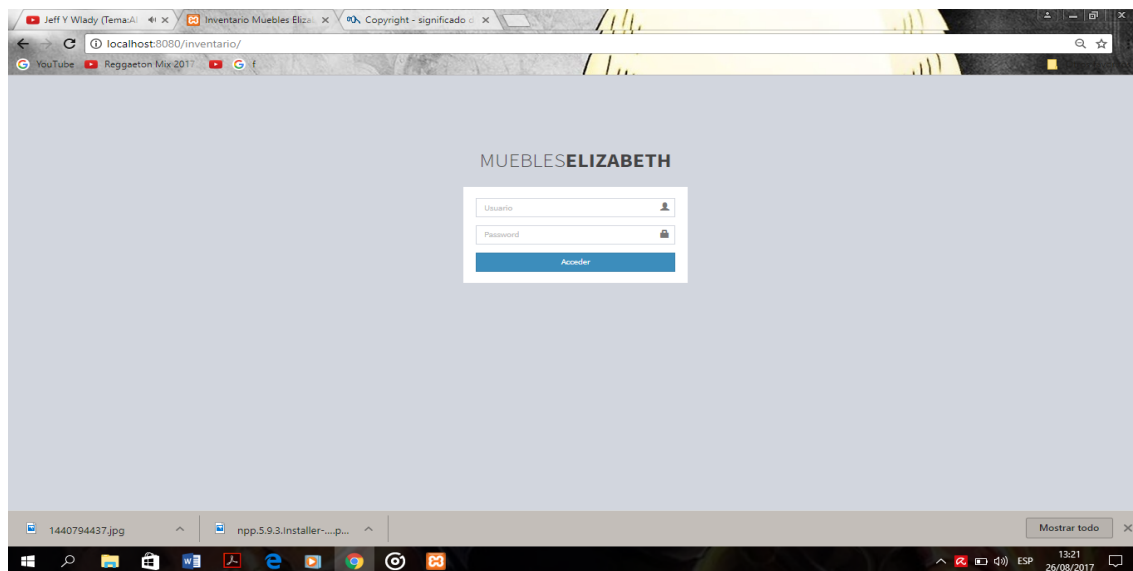 Jeff Y Wlady (Tema:Al
Inventario Muebles Eliza
Copyright - significado d
localhost:8080/inventario/
YouTube
Reggaeton Mix 2017
f
MUEBLESELIZABETH
Usuario
Password
Acceder
1440794437.jpg
npp.5.9.3.Installer-....p...
Mostrar todo
ESP
13:21
26/08/2017